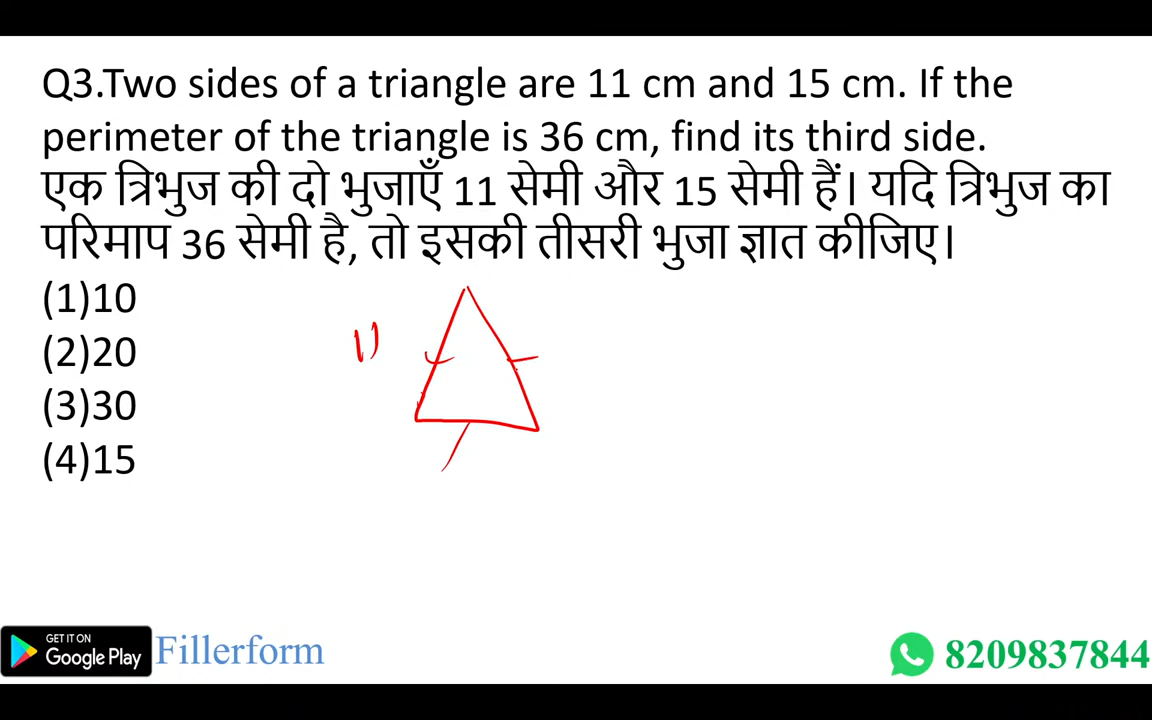 Q3.Two sides of a triangle are 11 cm and 15 cm. If the
perimeter of the triangle is 36 cm, find its third side.
एक त्रिभुज की दो भुजाएँ 11 सेमी और 15 सेमी हैं। यदि त्रिभुज का
परिमाप 36 सेमी है, तो इसकी तीसरी भुजा ज्ञात कीजिए।
(1)10
11
(2)20
(3)30
(4)15
GET IT ON
Google Play
Fillerform
8209837844